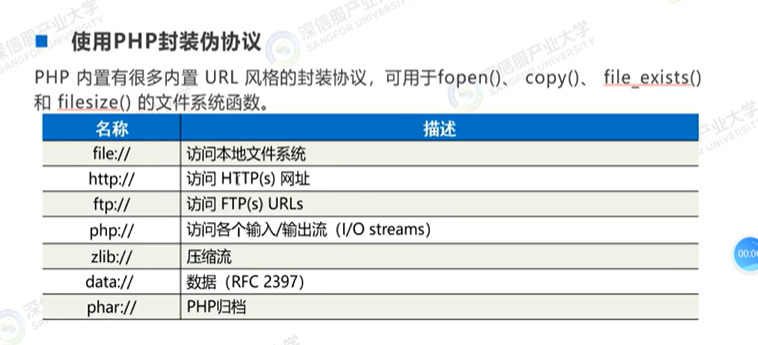 深信服产业大学
SANGFOR UNIVERSITY
深信服产业大学
SANGFOR UNIVERSITY
使用PHP封装伪协议
PHP 内置有很多内置 URL 风格的封装协议，可用于fopen()、 copy()、 file_exists()
和 filesize() 的文件系统函数。
名称 描述
file:// 访问本地文件系统
http:// 访问 HTTP(s) 网址
ftp:// 访问 FTP(s) URLs
php:// 访问各个输入/输出流（I/O streams）
zlib:// 压缩流
data:// 数据（RFC 2397）
phar:// PHP归档